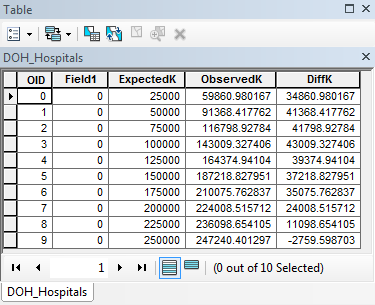 Table
DOH_Hospitals
OID Field1 ExpectedK ObservedK DiffK
0 0 25000 59860.980167 34860.980167
1 0 50000 91368.417762 41368.417762
2 0 75000 116798.92784 41798.92784
3 0 100000 143009.327406 43009.327406
4 0 125000 164374.94104 39374.94104
5 0 150000 187218.827951 37218.827951
6 0 175000 210075.762837 35075.762837
7 0 200000 224008.515712 24008.515712
8 0 225000 236098.654105 11098.654105
9 0 250000 247240.401297 -2759.598703
1 (0 out of 10 Selected)
DOH_Hospitals